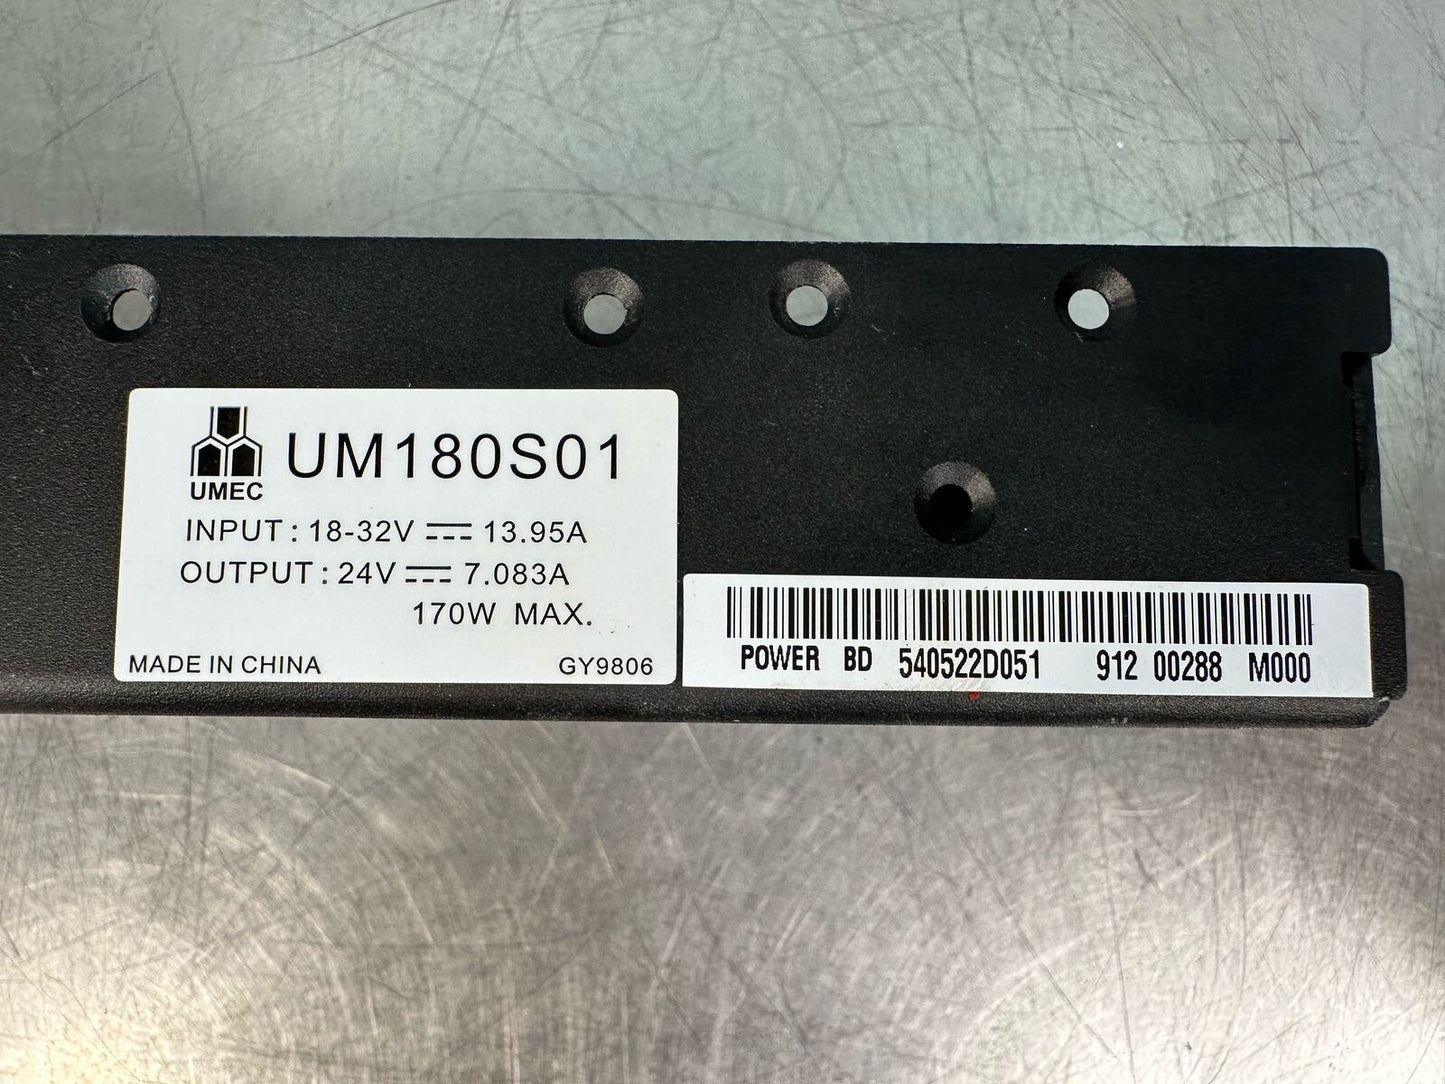 UMEC
UM180S01
INPUT : 18-32V ⎓ 13.95A
OUTPUT : 24V ⎓ 7.083A
170W MAX.
MADE IN CHINA GY9806
POWER BD 540522D051 912 00288 M000